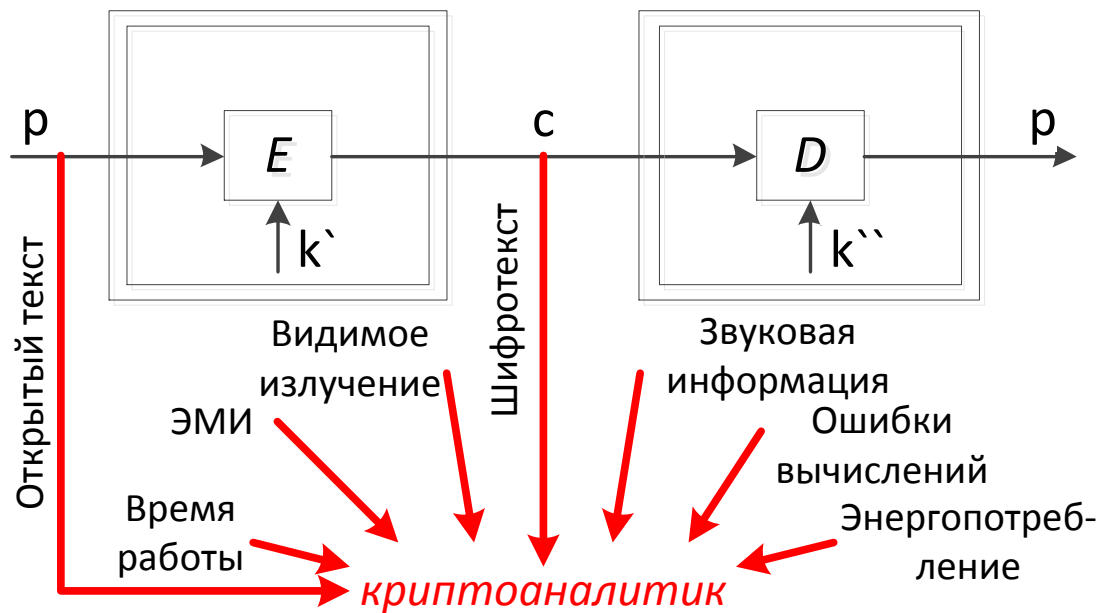 p
E
k`
c
D
k``
p
Открытый текст
Шифротекст
Видимое
излучение
Звуковая
информация
ЭМИ
Ошибки
вычислений
Время
работы
Энергопотреб-
ление
криптоаналитик